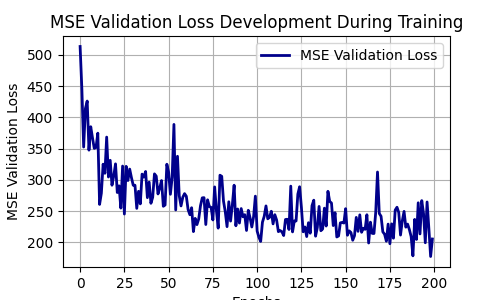 MSE Validation Loss Development During Training
MSE Validation Loss
MSE Validation Loss
500
450
400
350
300
250
200
0 25 50 75 100 125 150 175 200
Epochs